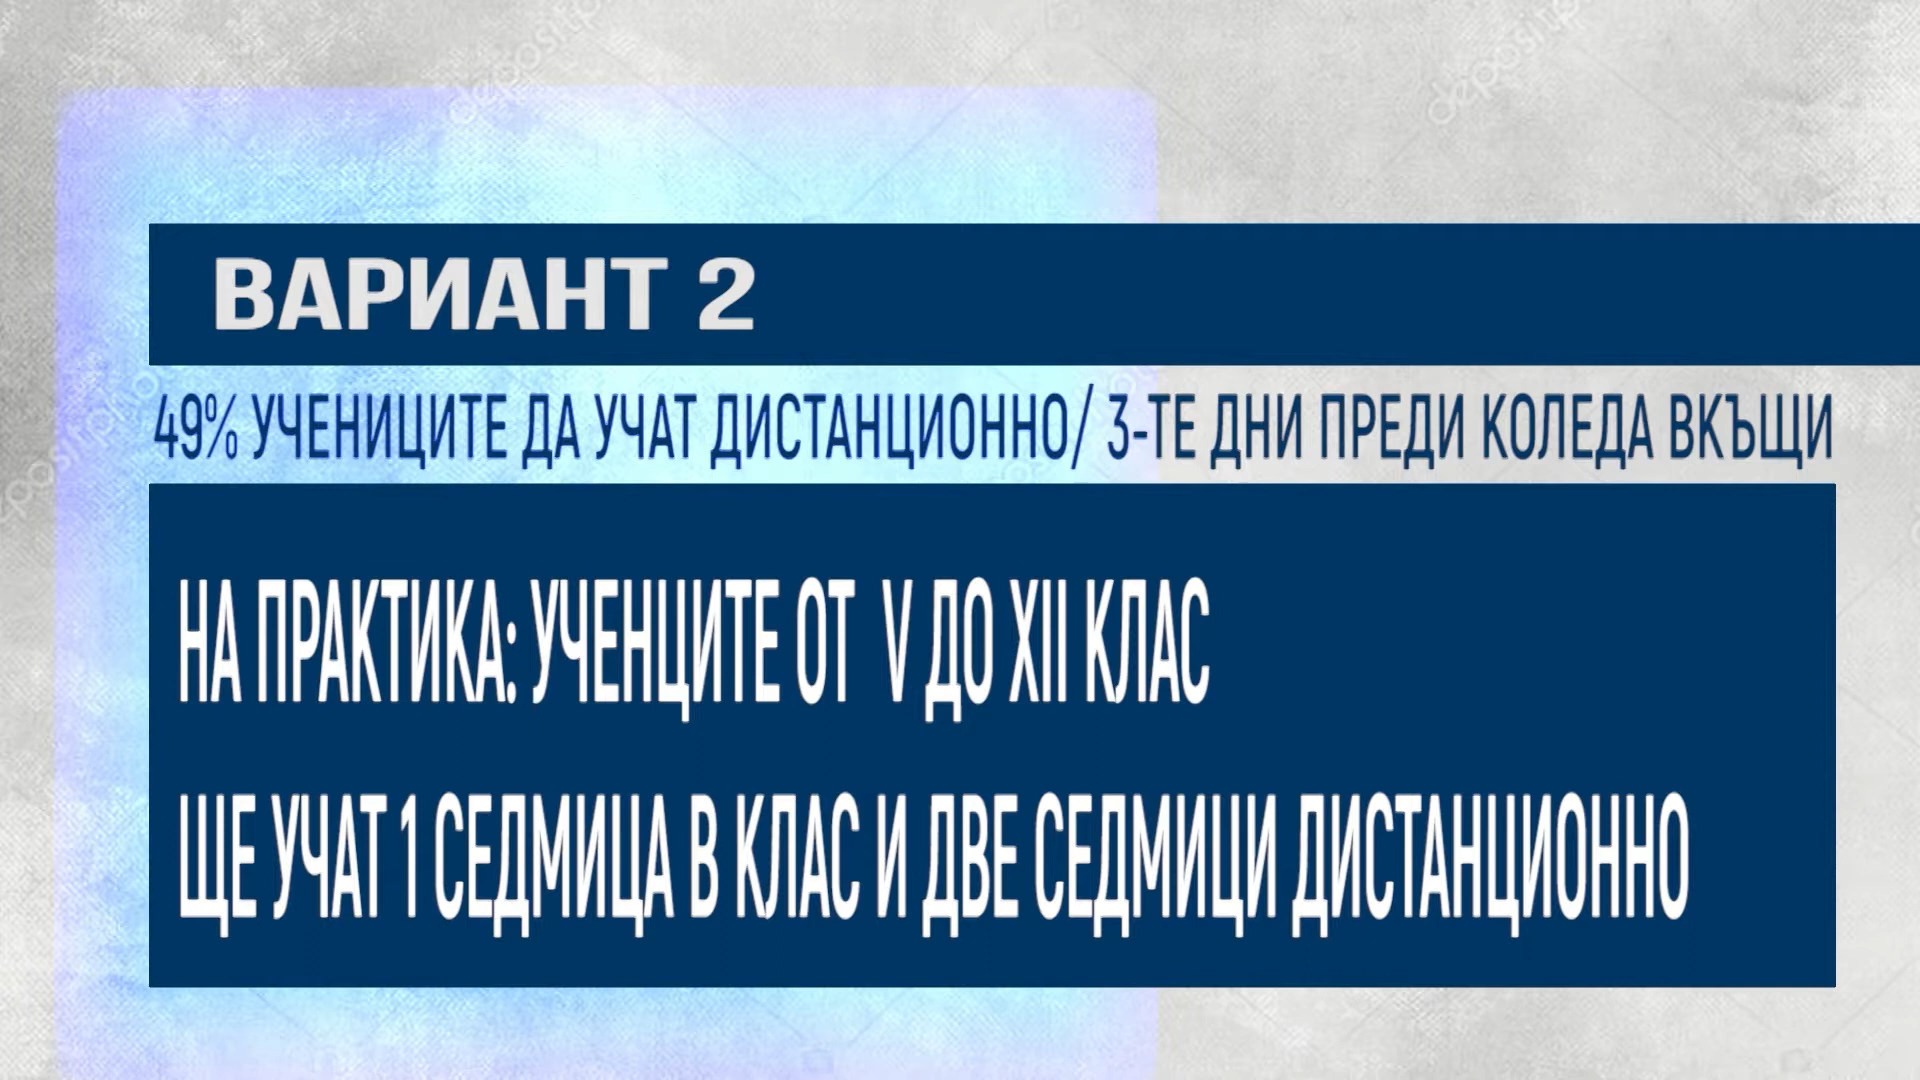 ВАРИАНТ 2
49% УЧЕНИЦИТЕ ДА УЧАТ ДИСТАНЦИОННО/ 3-ТЕ ДНИ ПРЕДИ КОЛЕДА ВКЪЩИ
НА ПРАКТИКА: УЧЕНЦИТЕ ОТ V ДО XII КЛАС
ЩЕ УЧАТ 1 СЕДМИЦА В КЛАС И ДВЕ СЕДМИЦИ ДИСТАНЦИОННО